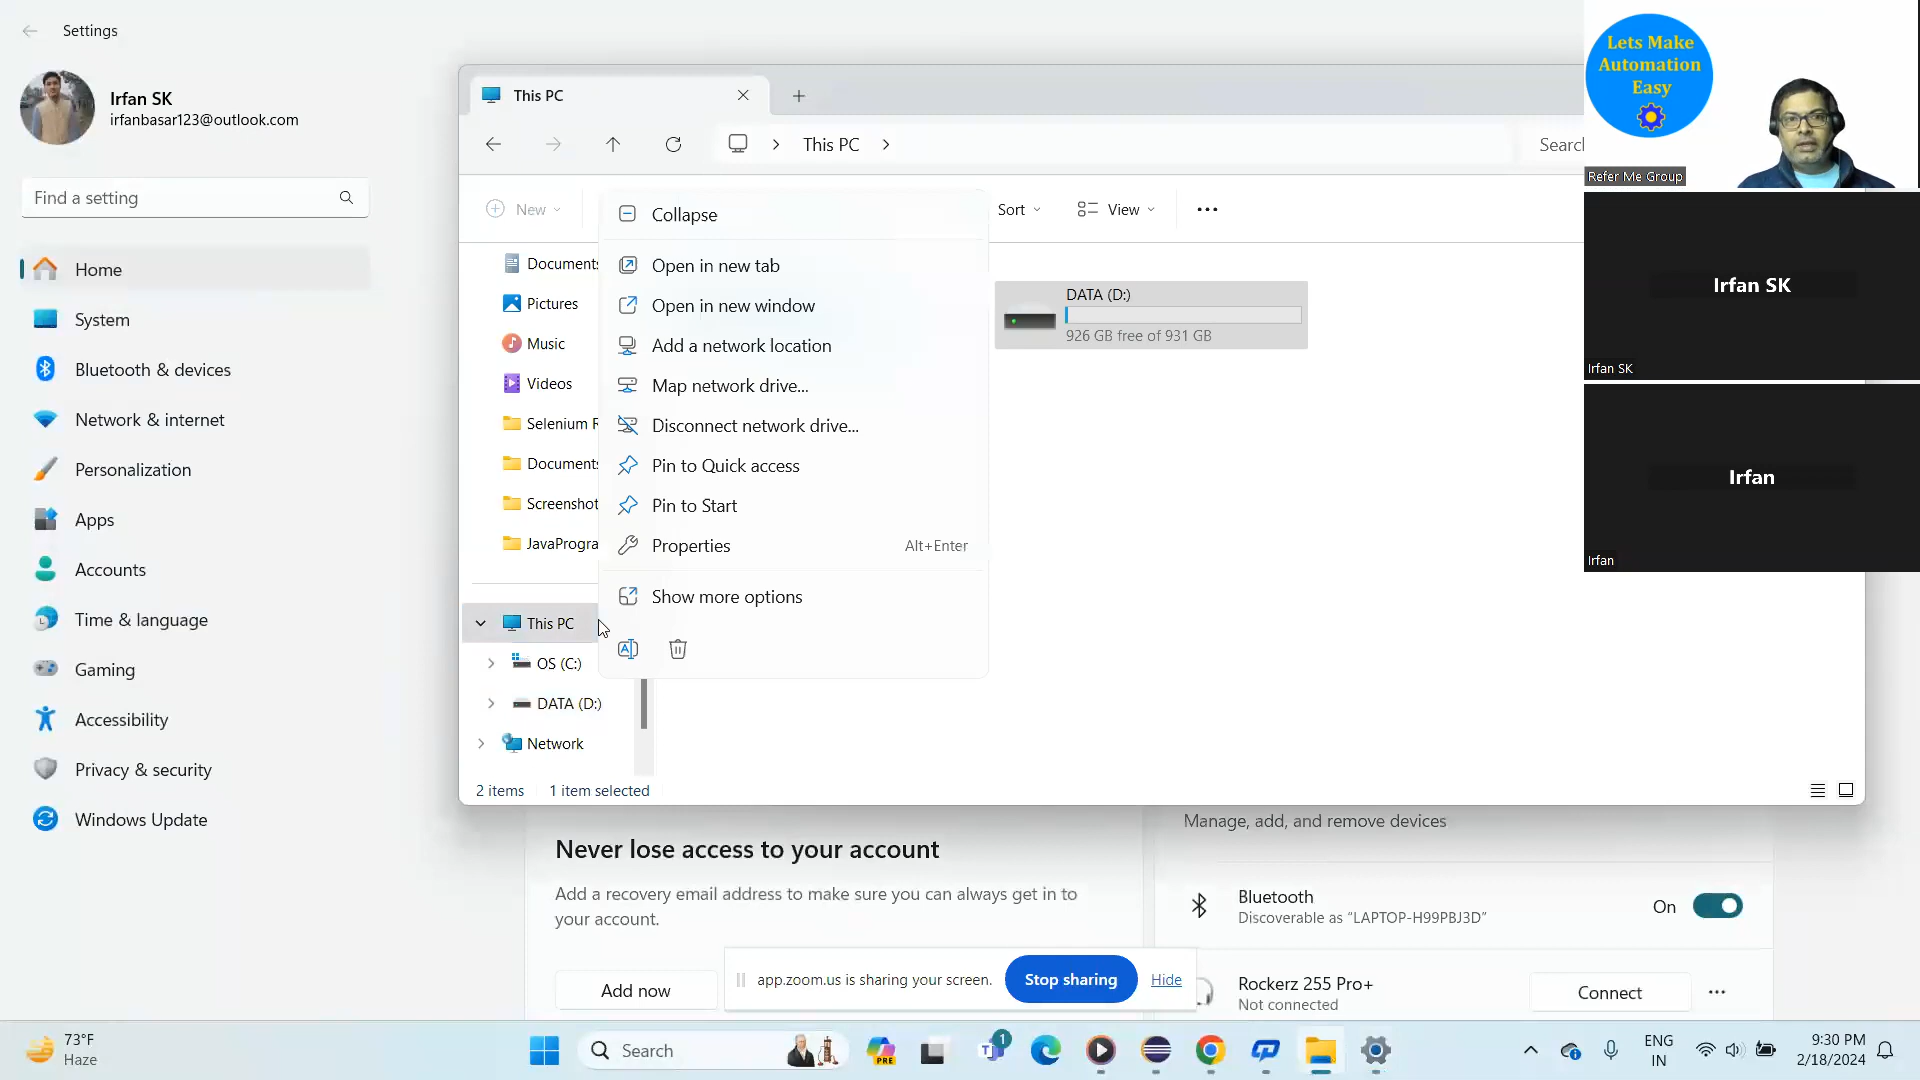 Settings
Irfan SK
irfanbasar123@outlook.com
Find a setting
Home
System
Bluetooth & devices
Network & internet
Personalization
Apps
Accounts
Time & language
Gaming
Accessibility
Privacy & security
Windows Update
This PC
This PC
Search
New
Sort
View
Documents
Pictures
Music
Videos
Selenium R
Documents
Screenshot
JavaProgra
This PC
OS (C:)
DATA (D:)
Network
2 items
1 item selected
Collapse
Open in new tab
Open in new window
Add a network location
Map network drive...
Disconnect network drive...
Pin to Quick access
Pin to Start
Properties
Alt+Enter
Show more options
DATA (D:)
926 GB free of 931 GB
Lets Make
Automation
Easy
Refer Me Group
Irfan SK
Irfan SK
Irfan
Irfan
Never lose access to your account
Add a recovery email address to make sure you can always get in to
your account.
Add now
Manage, add, and remove devices
Bluetooth
Discoverable as “LAPTOP-H99PBJ3D”
On
Rockerz 255 Pro+
Not connected
Connect
app.zoom.us is sharing your screen.
Stop sharing
Hide
73°F
Haze
Search
PRE
1
ENG
IN
9:30 PM
2/18/2024